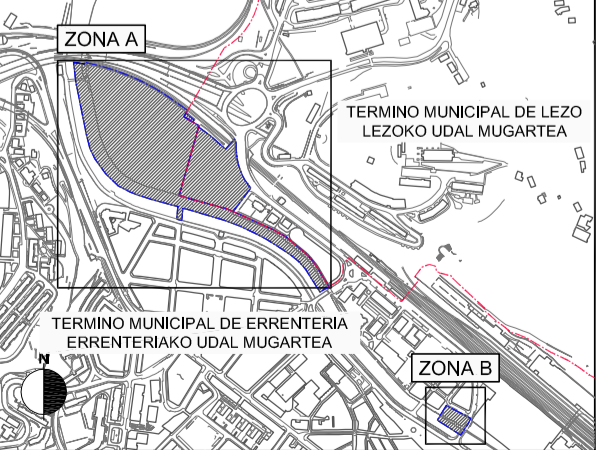 ZONA A
TERMINO MUNICIPAL DE LEZO
LEZOKO UDAL MUGARTEA
TERMINO MUNICIPAL DE ERRENTERIA
ERRENTERIAKO UDAL MUGARTEA
N
ZONA B